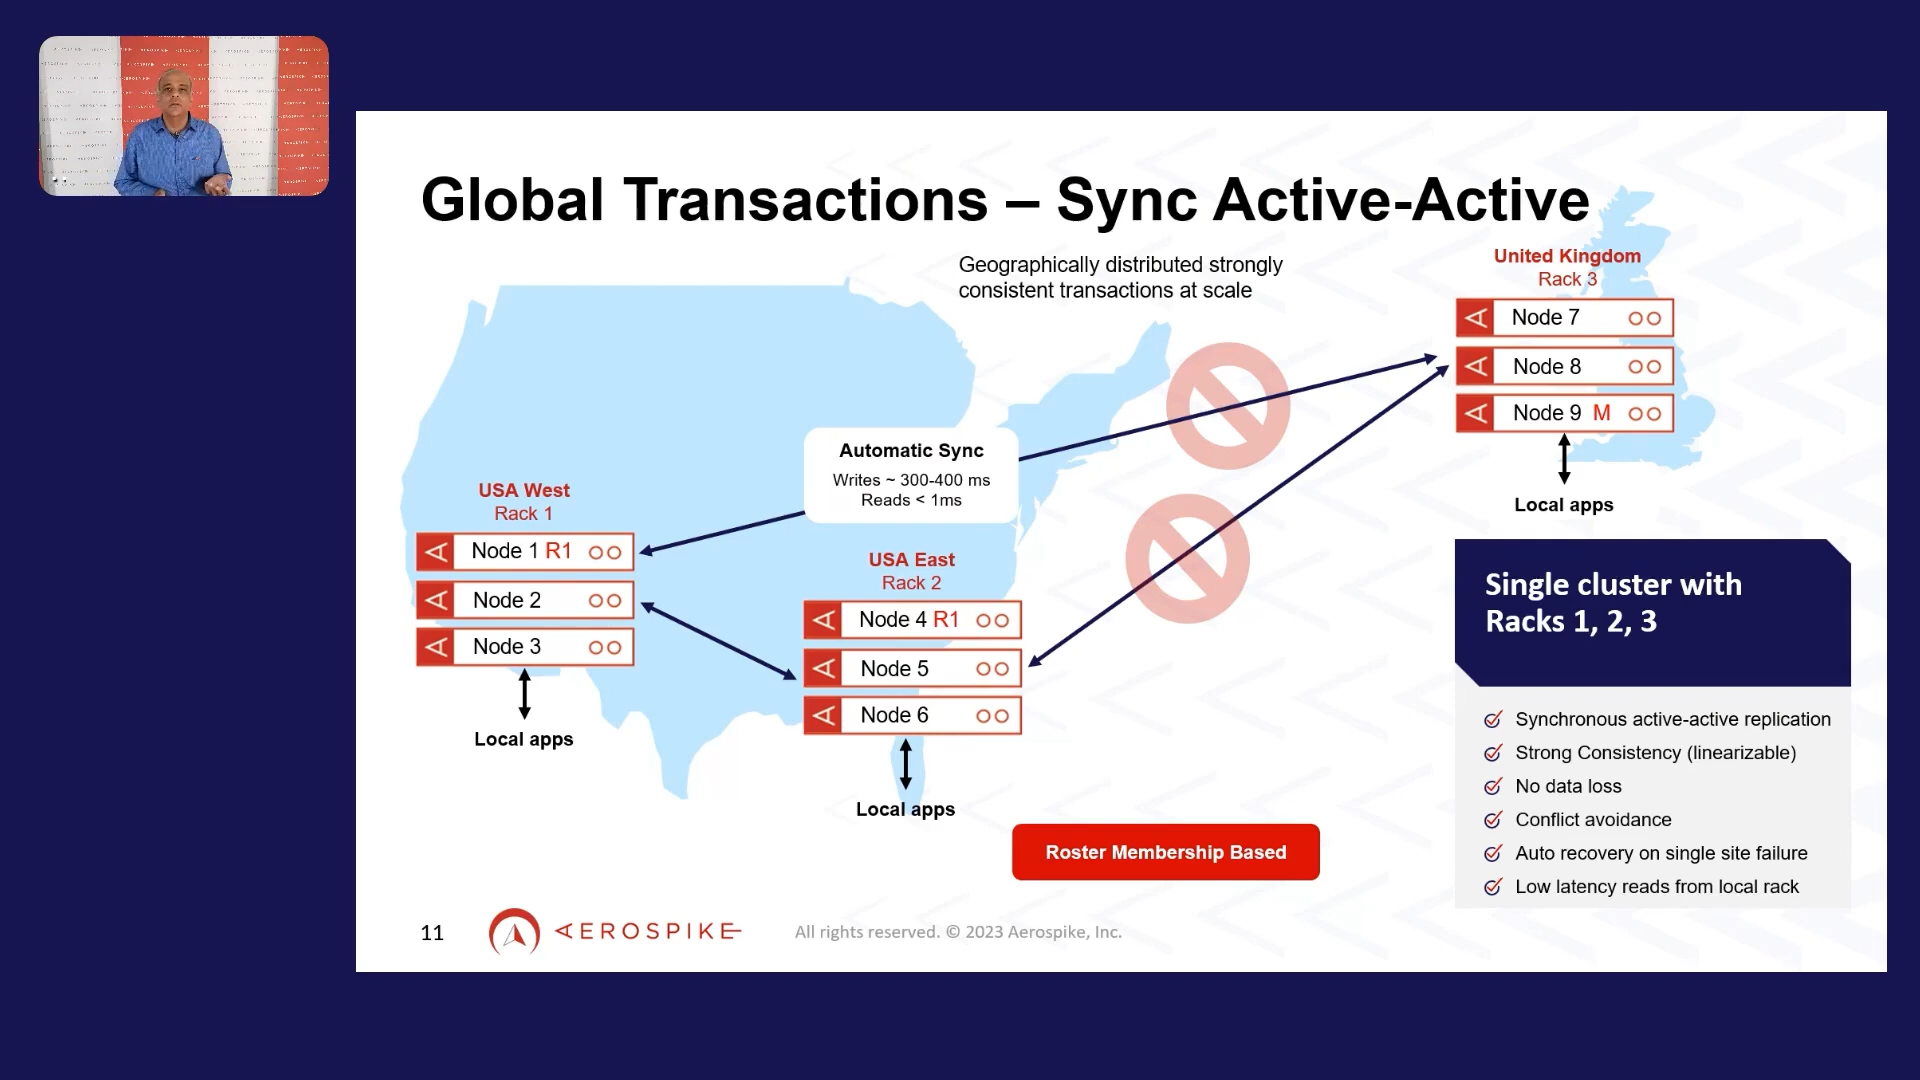 Global Transactions – Sync Active-Active
Geographically distributed strongly
consistent transactions at scale
United Kingdom
Rack 3
Node 7
Node 8
Node 9 M
Local apps
Automatic Sync
Writes ~ 300-400 ms
Reads < 1ms
USA West
Rack 1
Node 1 R1
Node 2
Node 3
Local apps
USA East
Rack 2
Node 4 R1
Node 5
Node 6
Local apps
Single cluster with
Racks 1, 2, 3
Synchronous active-active replication
Strong Consistency (linearizable)
No data loss
Conflict avoidance
Auto recovery on single site failure
Low latency reads from local rack
Roster Membership Based
11
AEROSPIKE
All rights reserved. © 2023 Aerospike, Inc.